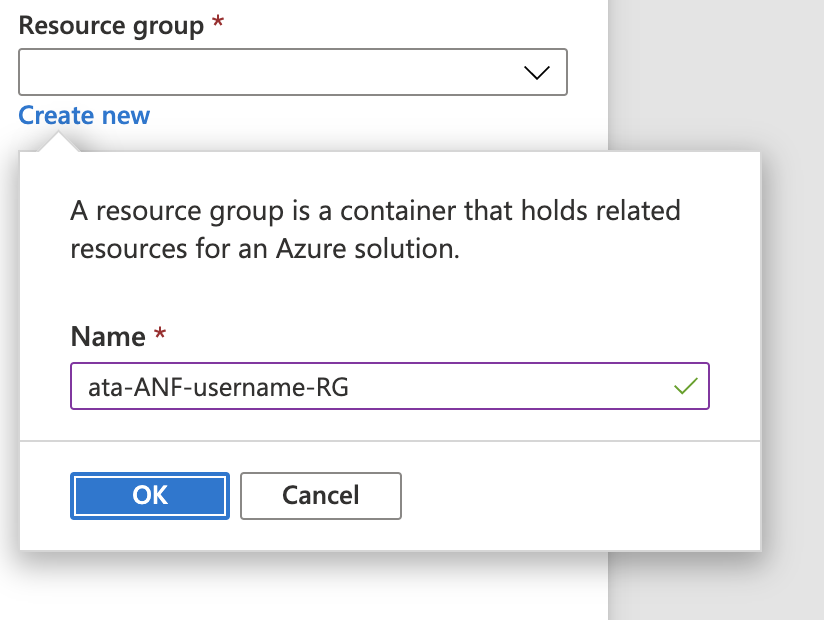 Resource group *
Create new
A resource group is a container that holds related
resources for an Azure solution.
Name *
ata-ANF-username-RG
OK
Cancel